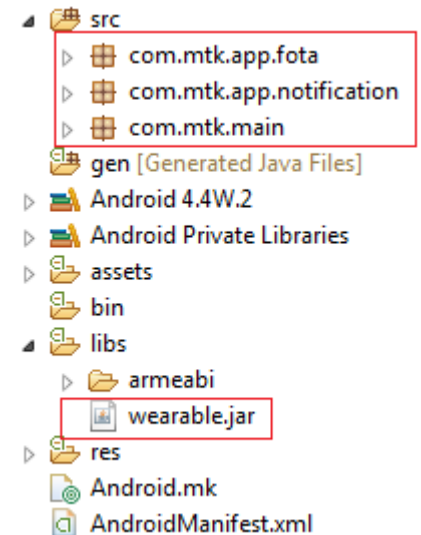 src
com.mtk.app.fota
com.mtk.app.notification
com.mtk.main
gen [Generated Java Files]
Android 4.4W.2
Android Private Libraries
assets
bin
libs
armeabi
wearable.jar
res
Android.mk
AndroidManifest.xml